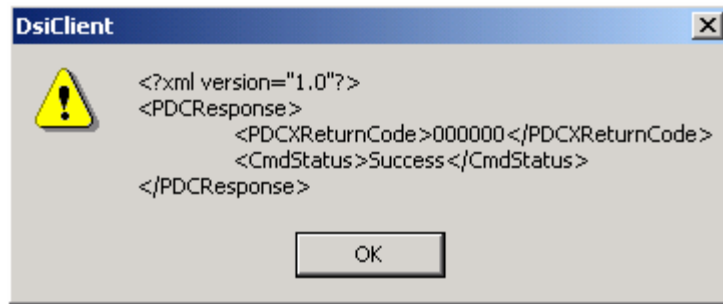 DsiClient
<?xml version="1.0"?>
<PDCResponse>
<PDCXReturnCode>000000</PDCXReturnCode>
<CmdStatus>Success</CmdStatus>
</PDCResponse>
OK